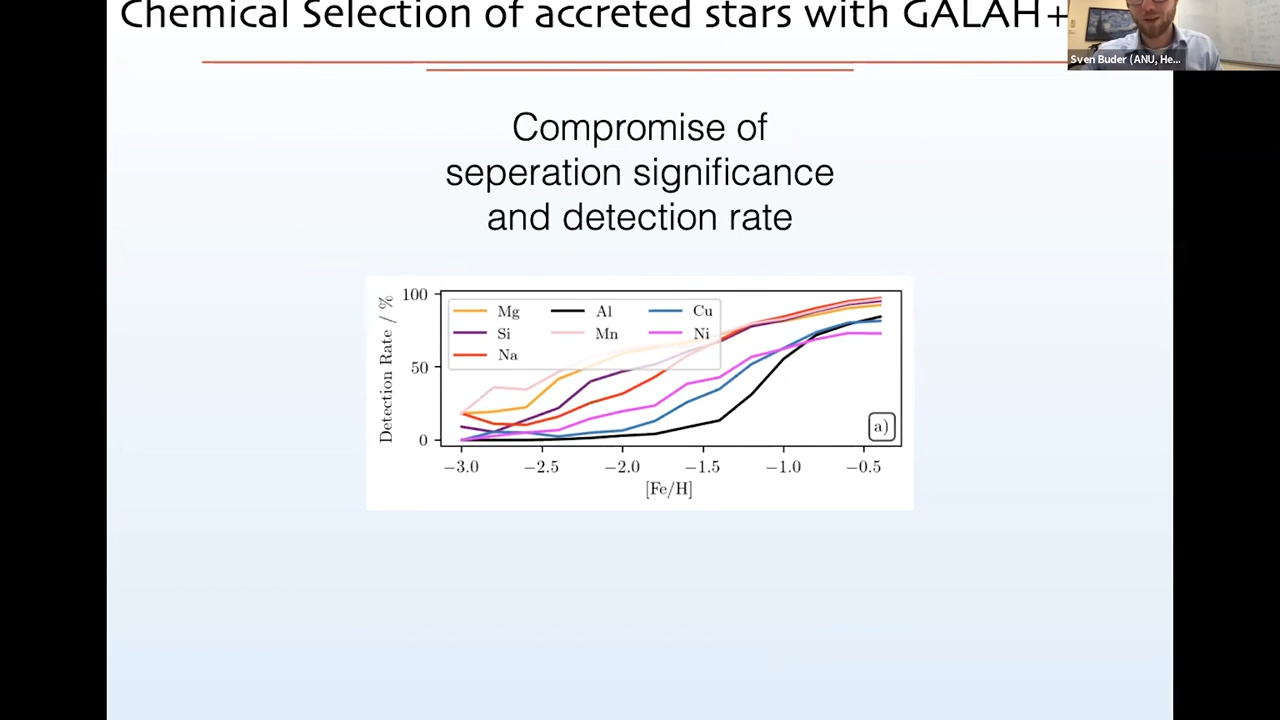 Chemical Selection of accreted stars with GALAH+
Sven Buder (ANU, He...
Compromise of
seperation significance
and detection rate
Detection Rate / %
100
50
0
Mg
Si
Na
Al
Mn
Cu
Ni
a)
−3.0 −2.5 −2.0 −1.5 −1.0 −0.5
[Fe/H]